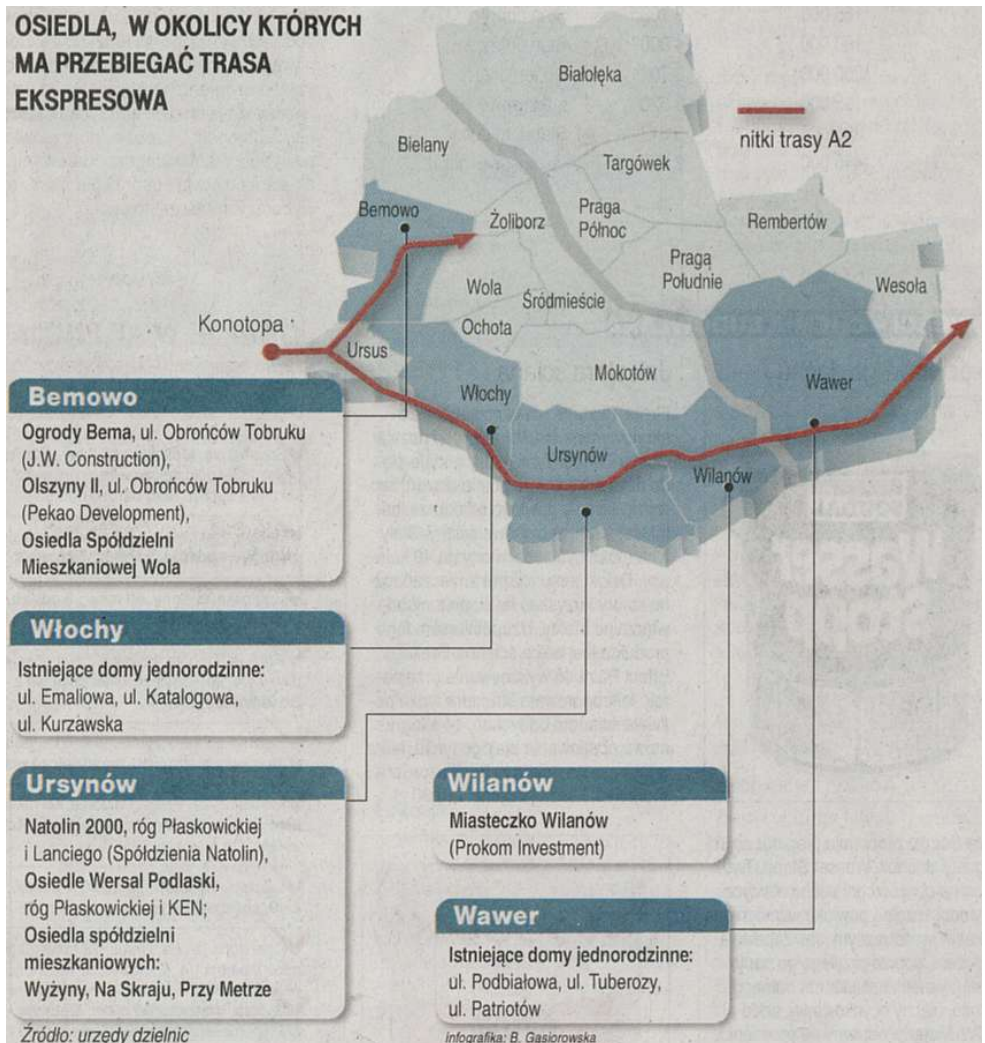 OSIEDLA, W OKOLICY KTÓRYCH
MA PRZEBIEGAĆ TRASA
EKSPRESOWA
nitki trasy A2
Białołęka
Bielany
Targówek
Bemowo
Żoliborz
Praga
Północ
Rembertów
Praga
Południe
Wesoła
Wola
Śródmieście
Konotopa
Ochota
Ursus
Włochy
Mokotów
Wawer
Ursynów
Wilanów
Bemowo
Ogrody Bema, ul. Obrońców Tobruku
(J.W. Construction),
Olszyny II, ul. Obrońców Tobruku
(Pekao Development),
Osiedla Spółdzielni
Mieszkaniowej Wola
Włochy
Istniejące domy jednorodzinne:
ul. Emaliowa, ul. Katalogowa,
ul. Kurzawska
Ursynów
Natolin 2000, róg Płaskowickiej
i Lanciego (Spółdzienia Natolin),
Osiedle Wersal Podlaski,
róg Płaskowickiej i KEN;
Osiedla spółdzielni
mieszkaniowych:
Wyżyny, Na Skraju, Przy Metrze
Wilanów
Miasteczko Wilanów
(Prokom Investment)
Wawer
Istniejące domy jednorodzinne:
ul. Podbiałowa, ul. Tuberozy,
ul. Patriotów
Źródło: urzędy dzielnic
Infografika: B. Gąsiorowska